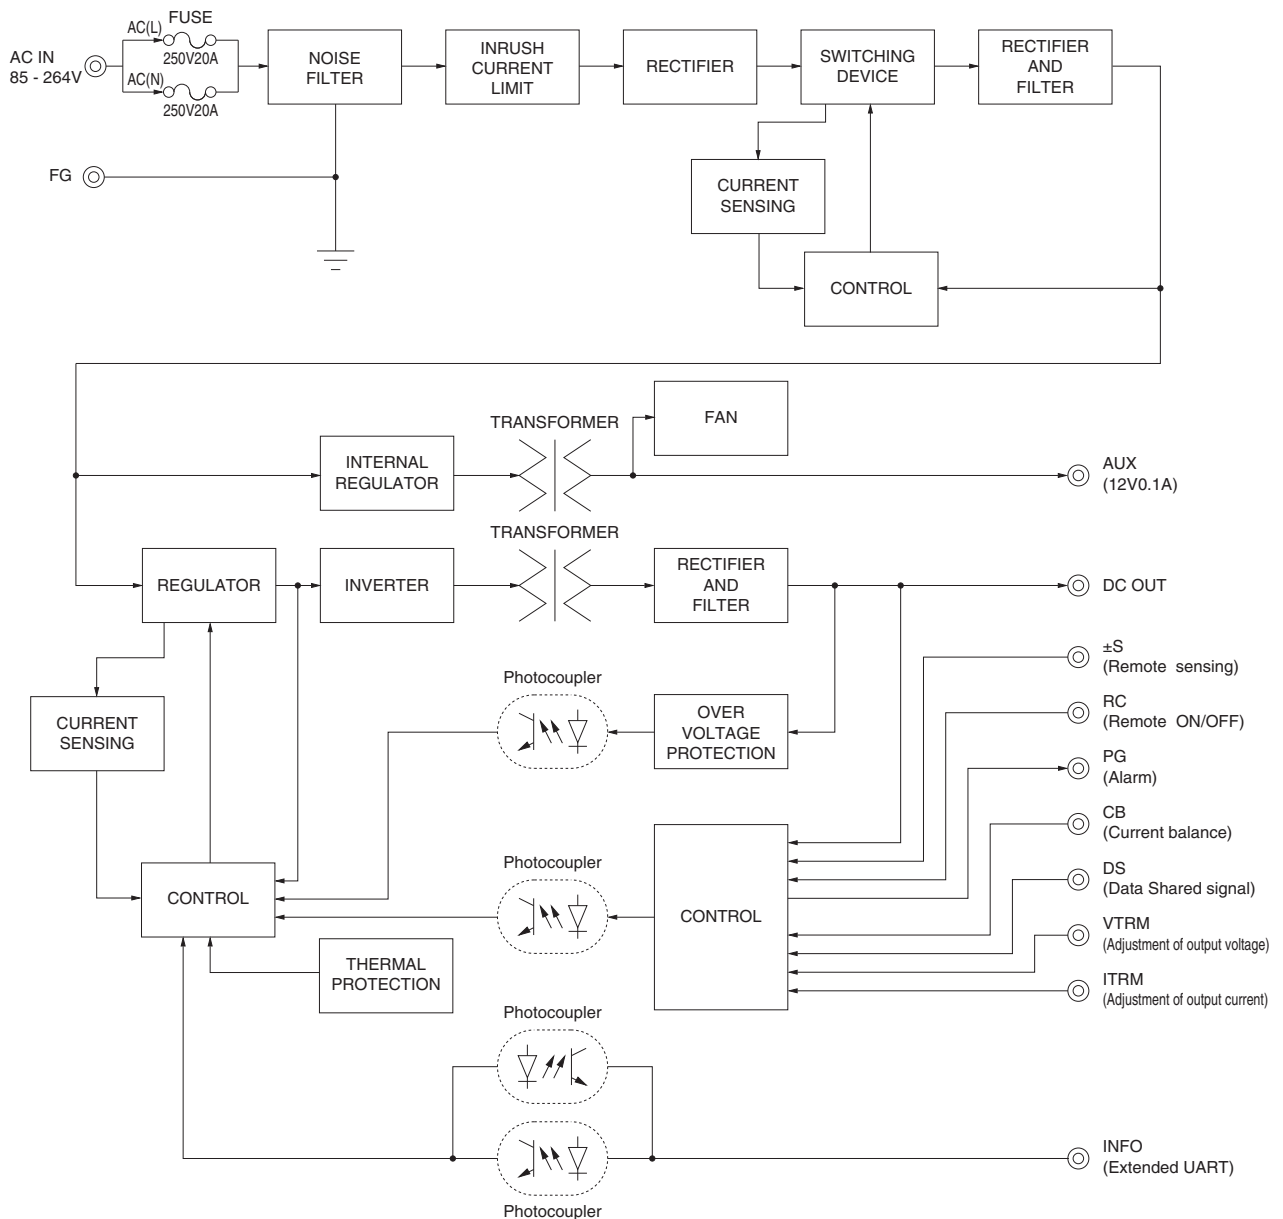 FUSE
AC(L)
250V20A
AC IN
85 - 264V
AC(N)
250V20A
NOISE
FILTER
INRUSH
CURRENT
LIMIT
RECTIFIER
SWITCHING
DEVICE
RECTIFIER
AND
FILTER
FG
CURRENT
SENSING
CONTROL
TRANSFORMER
FAN
INTERNAL
REGULATOR
AUX
(12V0.1A)
TRANSFORMER
REGULATOR
INVERTER
RECTIFIER
AND
FILTER
DC OUT
±S
(Remote sensing)
Photocoupler
CURRENT
SENSING
OVER
VOLTAGE
PROTECTION
RC
(Remote ON/OFF)
PG
(Alarm)
CB
(Current balance)
Photocoupler
CONTROL
CONTROL
DS
(Data Shared signal)
VTRM
(Adjustment of output voltage)
THERMAL
PROTECTION
ITRM
(Adjustment of output current)
Photocoupler
INFO
(Extended UART)
Photocoupler